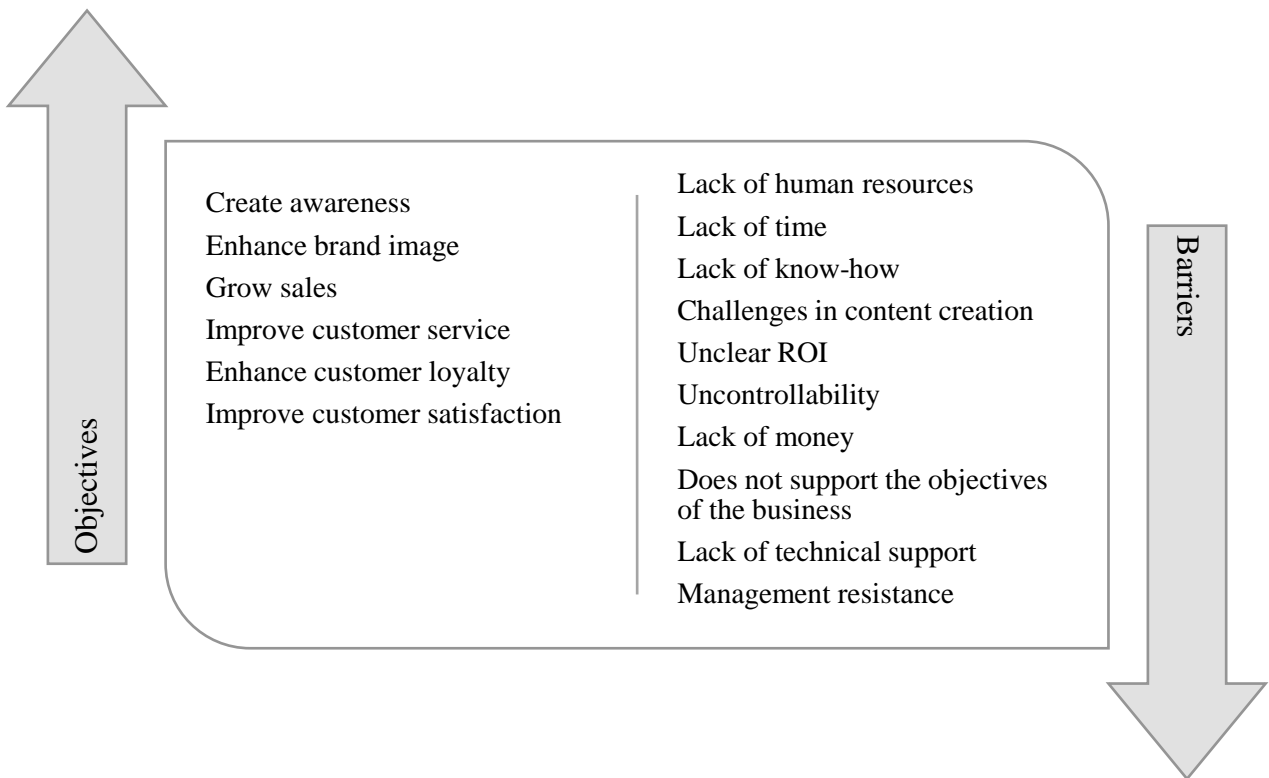 Objectives
Create awareness
Enhance brand image
Grow sales
Improve customer service
Enhance customer loyalty
Improve customer satisfaction
Lack of human resources
Lack of time
Lack of know-how
Challenges in content creation
Unclear ROI
Uncontrollability
Lack of money
Does not support the objectives
of the business
Lack of technical support
Management resistance
Barriers